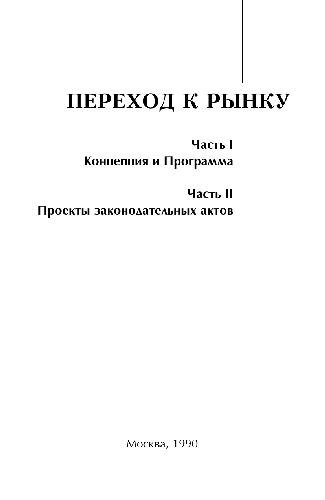 ПЕРЕХОД К РЫНКУ
Часть I
Концепция и Программа
Часть II
Проекты законодательных актов
Москва, 1990